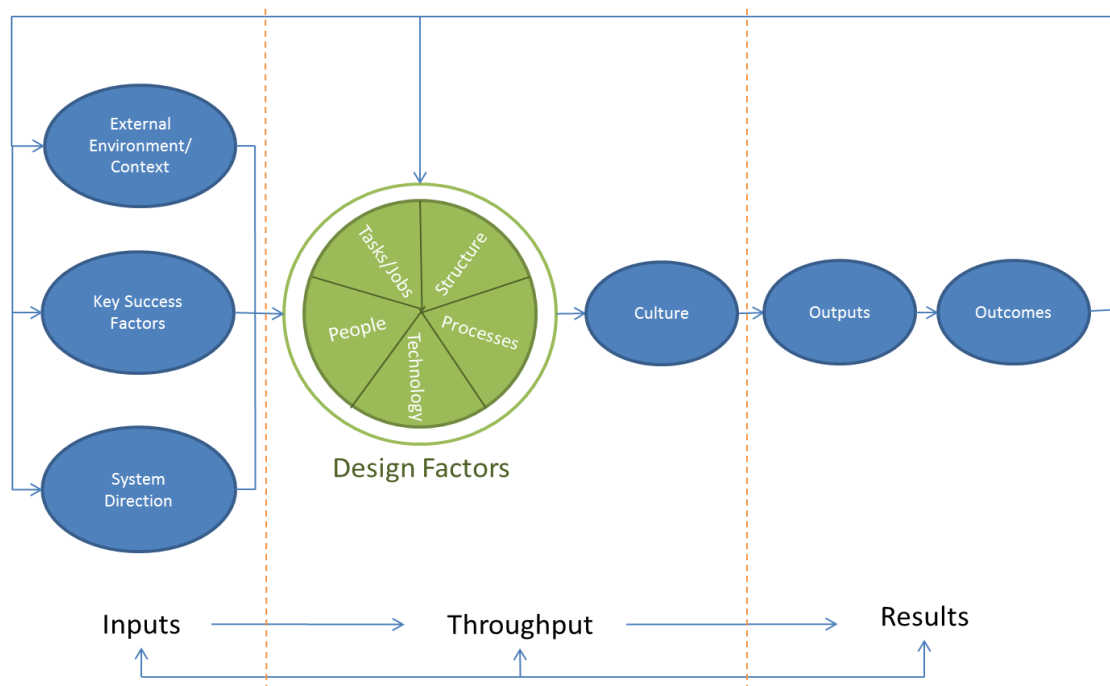 External
Environment/
Context
Key Success
Factors
System
Direction
Tasks/Jobs
Structure
People
Processes
Technology
Design Factors
Culture
Outputs
Outcomes
Inputs
Throughput
Results